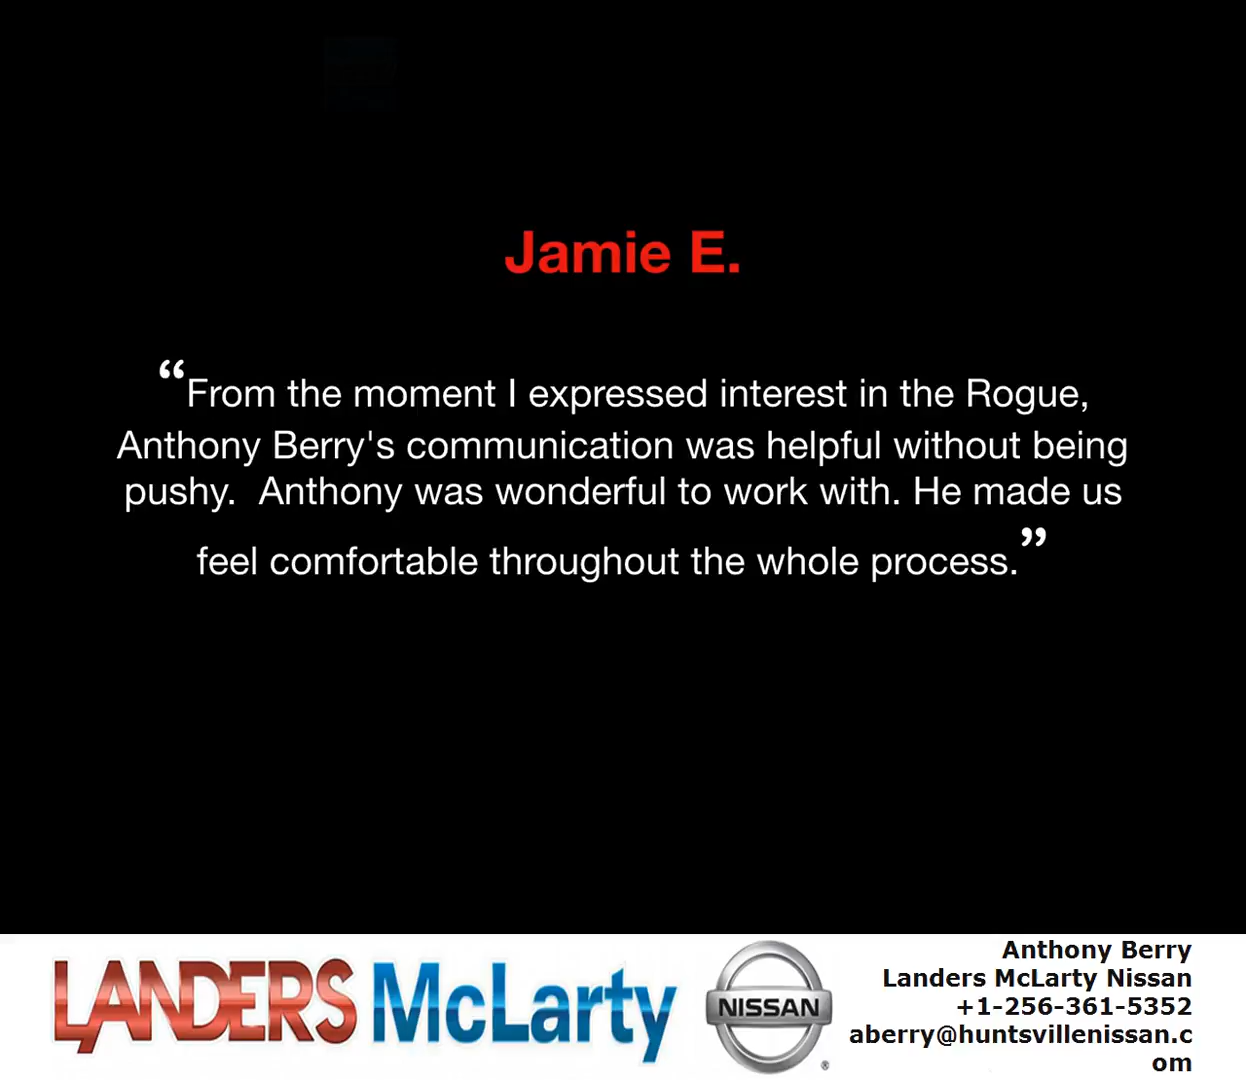 Jamie E.
“From the moment I expressed interest in the Rogue,
Anthony Berry's communication was helpful without being
pushy.  Anthony was wonderful to work with. He made us
feel comfortable throughout the whole process.”
LANDERS McLarty
NISSAN
®
Anthony Berry
Landers McLarty Nissan
+1-256-361-5352
aberry@huntsvillenissan.c
om